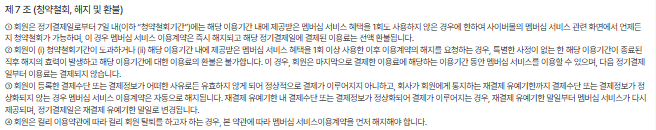 제 7 조 (청약철회, 해지 및 환불)
① 회원은 정기결제일로부터 7일 내(이하 "청약철회기간")에는 해당 이용기간 내에 제공받은 멤버십 서비스 혜택을 1회도 사용하지 않은 경우에 한하여 사이버몰의 멤버십 서비스 관련 화면에서 언제든
지 청약철회가 가능하며, 이 경우 멤버십 서비스 이용계약은 즉시 해지되고 해당 정기결제일에 결제된 이용료는 전액 환불됩니다.
② 회원이 (i) 청약철회기간이 도과하거나 (ii) 해당 이용기간 내에 제공받은 멤버십 서비스 혜택을 1회 이상 사용한 이후 이용계약의 해지를 요청하는 경우, 특별한 사정이 없는 한 해당 이용기간이 종료된
직후 해지의 효력이 발생하고 해당 이용기간에 대한 이용료의 환불은 불가합니다. 이 경우, 회원은 마지막으로 결제한 이용료에 해당하는 이용기간 동안 멤버십 서비스를 이용할 수 있으며, 다음 정기결제
일부터 이용료는 결제되지 않습니다.
③ 회원이 등록한 결제수단 또는 결제정보가 어떠한 사유로든 유효하지 않게 되어 정상적으로 결제가 이루어지지 아니하고, 회사가 회원에게 통지하는 재결제 유예기한까지 결제수단 또는 결제정보가 정
상화되지 않는 경우 멤버십 서비스 이용계약은 자동으로 해지됩니다. 재결제 유예기한 내 결제수단 또는 결제정보가 정상화되어 결제가 이루어지는 경우, 재결제 유예기한 말일부터 멤버십 서비스가 다시
제공되며, 정기결제일은 재결제 유예기한 말일로 변경됩니다.
④ 회원은 컬리 이용약관에 따라 컬리 회원 탈퇴를 하고자 하는 경우, 본 약관에 따라 멤버십서비스이용계약을 먼저 해지해야 합니다.